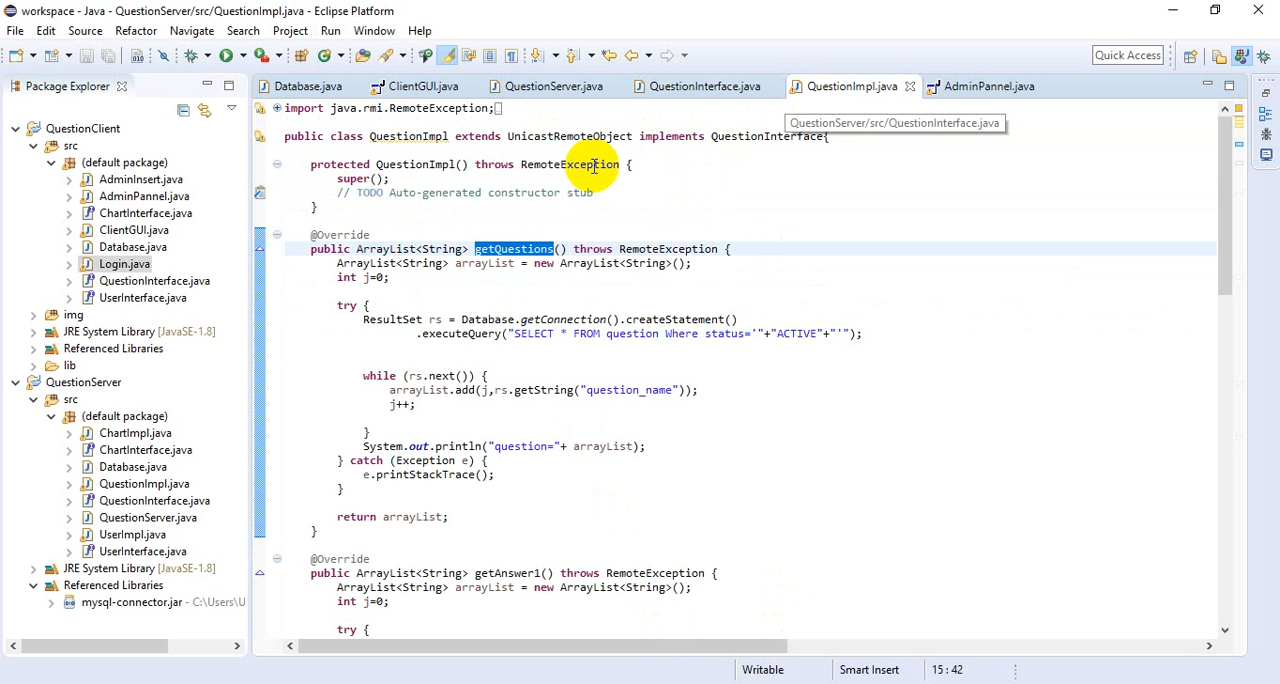 workspace - Java - QuestionServer/src/QuestionImpl.java - Eclipse Platform
File Edit Source Refactor Navigate Search Project Run Window Help
Quick Access
Package Explorer
Database.java ClientGUI.java QuestionServer.java QuestionInterface.java QuestionImpl.java AdminPannel.java
QuestionServer/src/QuestionInterface.java
QuestionClient
src
(default package)
AdminInsert.java
AdminPannel.java
ChartInterface.java
ClientGUI.java
Database.java
Login.java
QuestionInterface.java
UserInterface.java
img
JRE System Library [JavaSE-1.8]
Referenced Libraries
lib
QuestionServer
src
(default package)
ChartImpl.java
ChartInterface.java
Database.java
QuestionImpl.java
QuestionInterface.java
QuestionServer.java
UserImpl.java
UserInterface.java
JRE System Library [JavaSE-1.8]
Referenced Libraries
mysql-connector.jar - C:\Users\U
import java.rmi.RemoteException;
public class QuestionImpl extends UnicastRemoteObject implements QuestionInterface{
protected QuestionImpl() throws RemoteException {
super();
// TODO Auto-generated constructor stub
}
@Override
public ArrayList<String> getQuestions() throws RemoteException {
ArrayList<String> arrayList = new ArrayList<String>();
int j=0;
try {
ResultSet rs = Database.getConnection().createStatement()
.executeQuery("SELECT * FROM question Where status='"+"ACTIVE"+"'");
while (rs.next()) {
arrayList.add(j,rs.getString("question_name"));
j++;
}
System.out.println("question="+ arrayList);
} catch (Exception e) {
e.printStackTrace();
}
return arrayList;
}
@Override
public ArrayList<String> getAnswer1() throws RemoteException {
ArrayList<String> arrayList = new ArrayList<String>();
int j=0;
try {
Writable Smart Insert 15 : 42